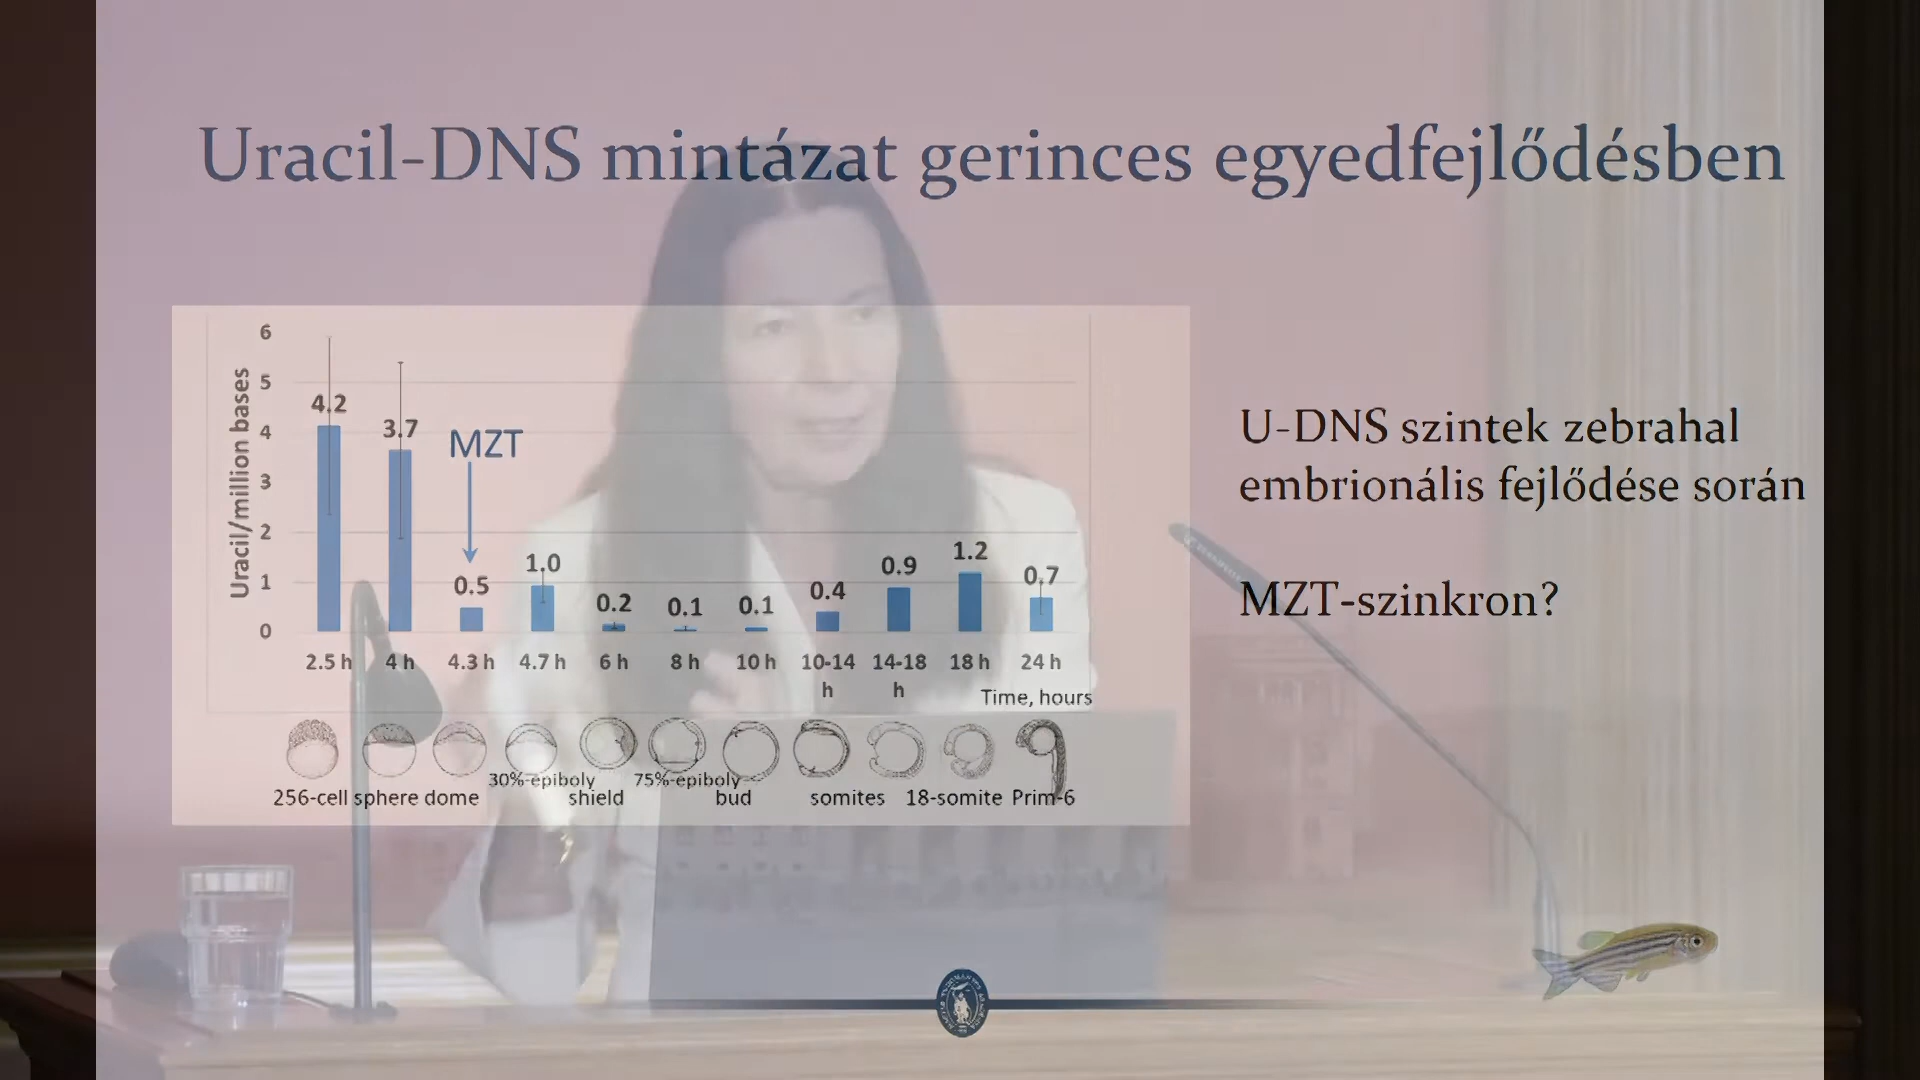 Uracil-DNS mintázat gerinces egyedfejlődésben
6
5
4
3
2
1
0
Uracil/million bases
4.2
3.7
MZT
0.5
1.0
0.2
0.1
0.1
0.4
0.9
1.2
0.7
2.5 h 4 h 4.3 h 4.7 h 6 h 8 h 10 h 10-14 h 14-18 h 18 h 24 h
Time, hours
30%-epiboly 75%-epiboly
256-cell sphere dome shield bud somites 18-somite Prim-6
U-DNS szintek zebrahal
embrionális fejlődése során
MZT-szinkron?